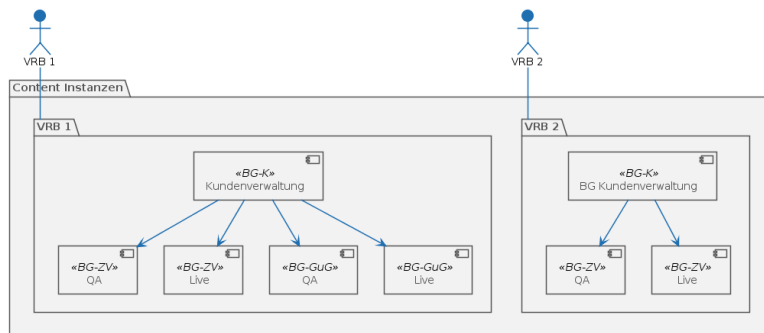 VRB 1
VRB 2
Content Instanzen
VRB 1
VRB 2
«BG-K»
Kundenverwaltung
«BG-K»
BG Kundenverwaltung
«BG-ZV»
QA
«BG-ZV»
Live
«BG-GuG»
QA
«BG-GuG»
Live
«BG-ZV»
QA
«BG-ZV»
Live